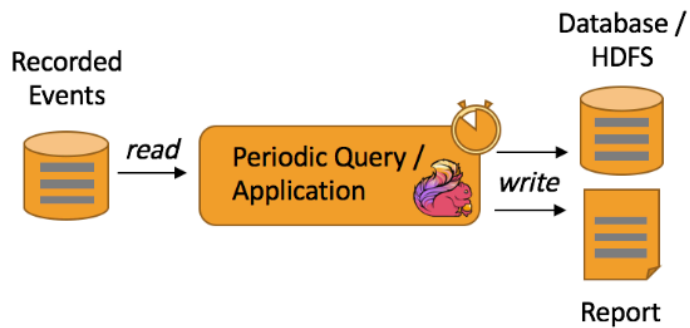 Recorded
Events
read
Periodic Query /
Application
write
Database /
HDFS
Report